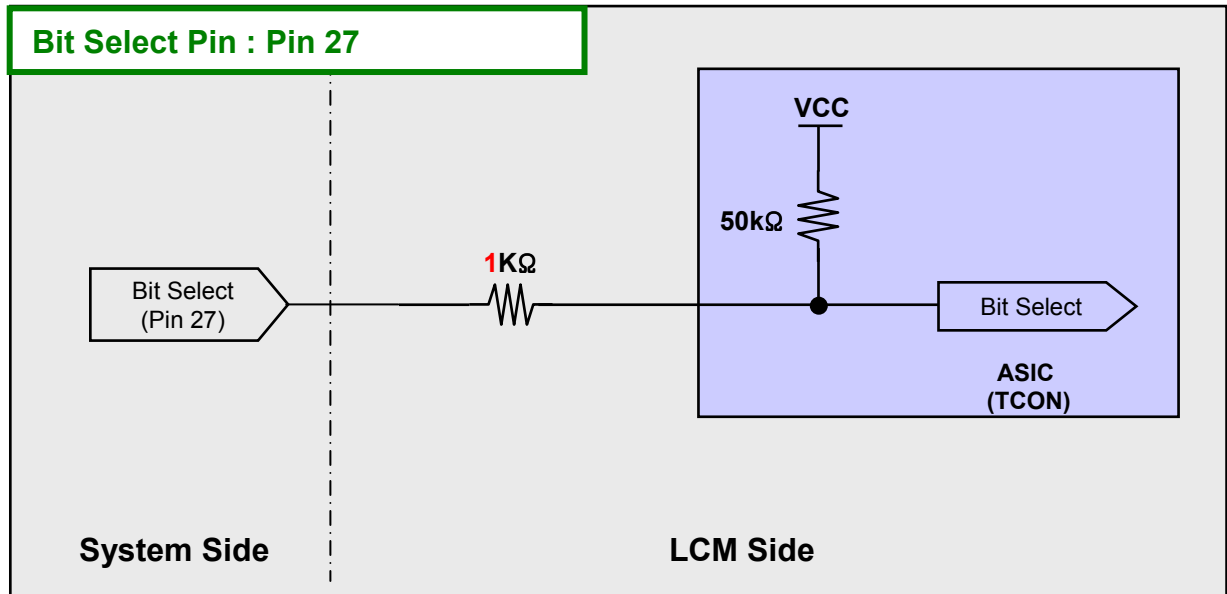 Bit Select Pin : Pin 27
VCC
50kΩ
1KΩ
Bit Select
(Pin 27)
Bit Select
ASIC
(TCON)
System Side
LCM Side